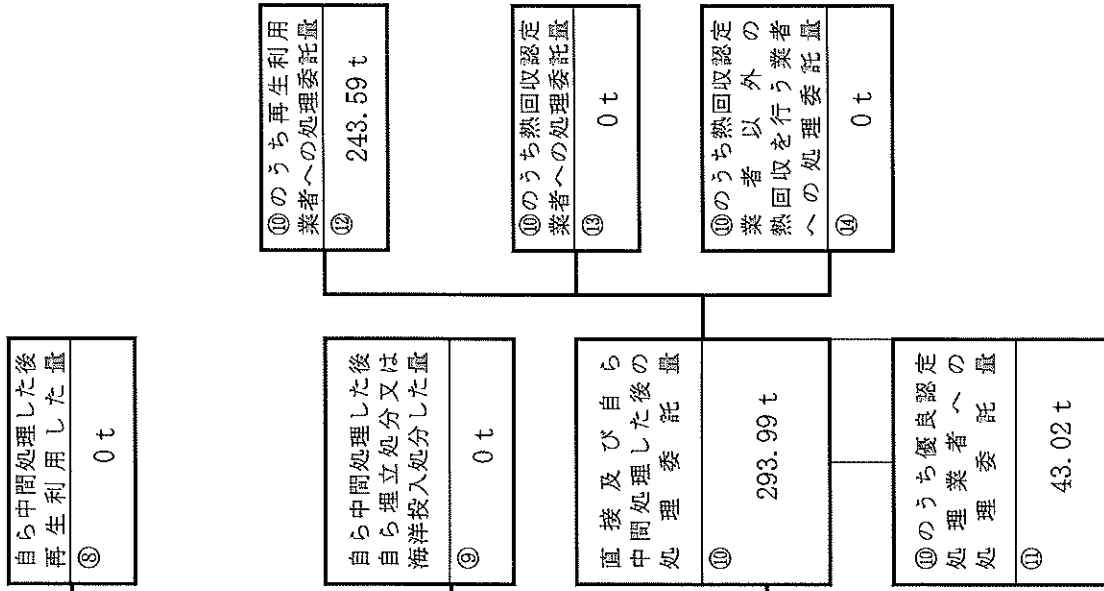 自ら中間処理した後
再生利用した量
⑧
0 t
自ら中間処理した後
自ら埋立処分又は
海洋投入処分した量
⑨
0 t
直接及び自ら
中間処理した後の
処理委託量
⑩
293.99 t
⑩のうち優良認定
処理業者への
処理委託量
⑪
43.02 t
⑩のうち再生利用
業者への処理委託量
⑫
243.59 t
⑩のうち熱回収認定
業者への処理委託量
⑬
0 t
⑩のうち熱回収認定
業者以外の
熱回収を行う業者
への処理委託量
⑭
0 t